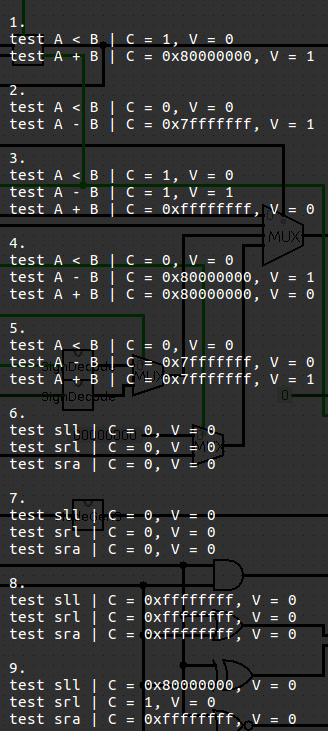 1.
test A < B | C = 1, V = 0
test A + B | C = 0x80000000, V = 1
2.
test A < B | C = 0, V = 0
test A - B | C = 0x7fffffff, V = 1
3.
test A < B | C = 1, V = 0
test A - B | C = 1, V = 1
test A + B | C = 0xffffffff, V = 0
MUX
4.
test A < B | C = 0, V = 0
test A - B | C = 0x80000000, V = 1
test A + B | C = 0x80000000, V = 0
5.
test A < B | C = 0, V = 0
test A - B | C = 0x7fffffff, V = 0
test A + B | C = 0x7fffffff, V = 1
SignDecode
MUX
SignDecode
0
6.
test sll | C = 0, V = 0
test srl | C = 0, V = 0
test sra | C = 0, V = 0
7.
test sll | C = 0, V = 0
test srl | C = 0, V = 0
test sra | C = 0, V = 0
8.
test sll | C = 0xffffffff, V = 0
test srl | C = 0xffffffff, V = 0
test sra | C = 0xffffffff, V = 0
9.
test sll | C = 0x80000000, V = 0
test srl | C = 1, V = 0
test sra | C = 0xffffffff, V = 0